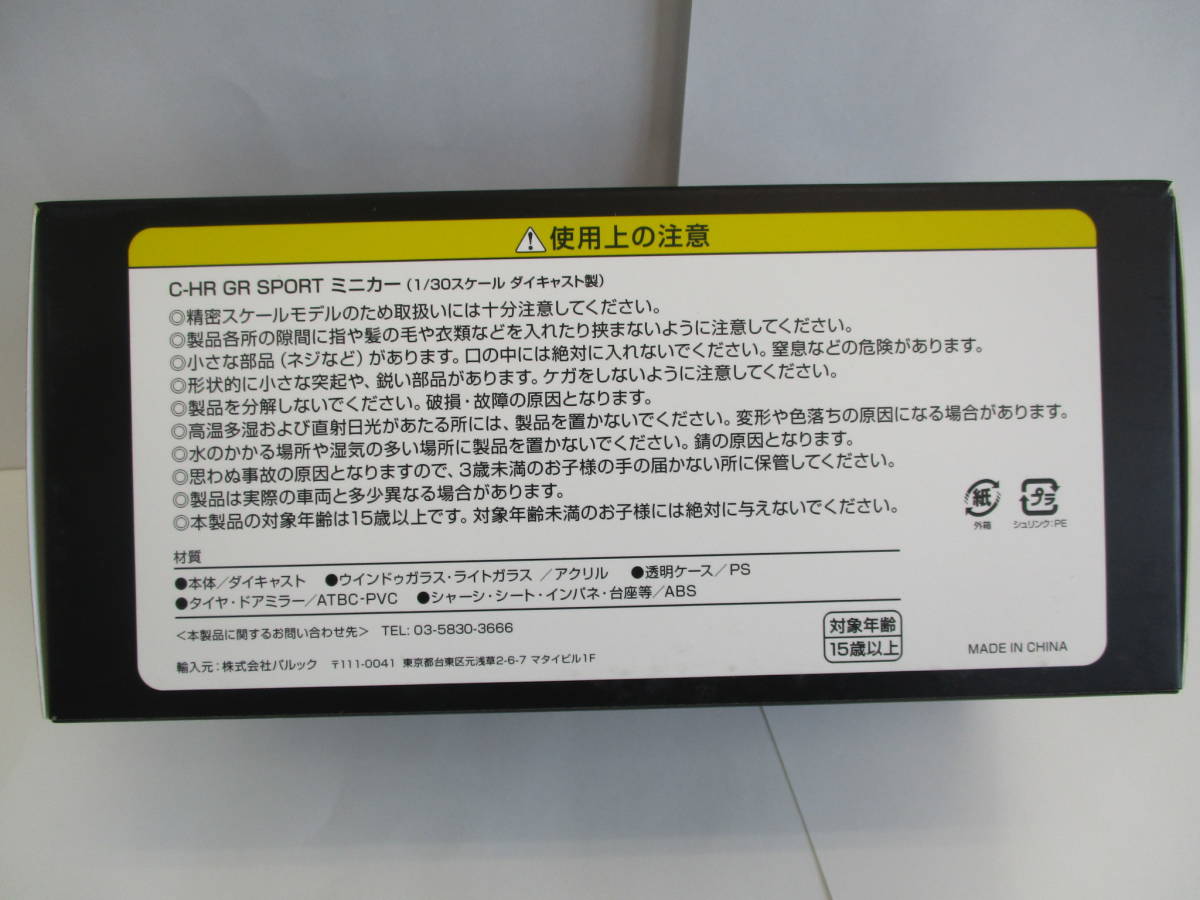 使用上の注意
C-HR GR SPORT ミニカー(1/30スケール ダイキャスト製)
◎精密スケールモデルのため取扱いには十分注意してください。
◎製品各所の隙間に指や髪の毛や衣類などを入れたり挟まないように注意してください。
◎小さな部品(ネジなど)があります。口の中には絶対に入れないでください。窒息などの危険があります。
◎形状的に小さな突起や、鋭い部品があります。ケガをしないように注意してください。
◎製品を分解しないでください。破損・故障の原因となります。
◎高温多湿および直射日光があたる所には、製品を置かないでください。変形や色落ちの原因になる場合があります。
◎水のかかる場所や湿気の多い場所に製品を置かないでください。錆の原因となります。
◎思わぬ事故の原因となりますので、3歳未満のお子様の手の届かない所に保管してください。
◎製品は実際の車両と多少異なる場合があります。
◎本製品の対象年齢は15歳以上です。対象年齢未満のお子様には絶対に与えないでください。
紙 外箱
プラ シュリンク:PE
材質
●本体/ダイキャスト ●ウインドゥガラス・ライトガラス /アクリル ●透明ケース/PS
●タイヤ・ドアミラー/ATBC-PVC ●シャーシ・シート・インパネ・台座等/ABS
<本製品に関するお問い合わせ先> TEL: 03-5830-3666
輸入元:株式会社バルック 〒111-0041 東京都台東区元浅草2-6-7 マタイビル1F
対象年齢
15歳以上
MADE IN CHINA